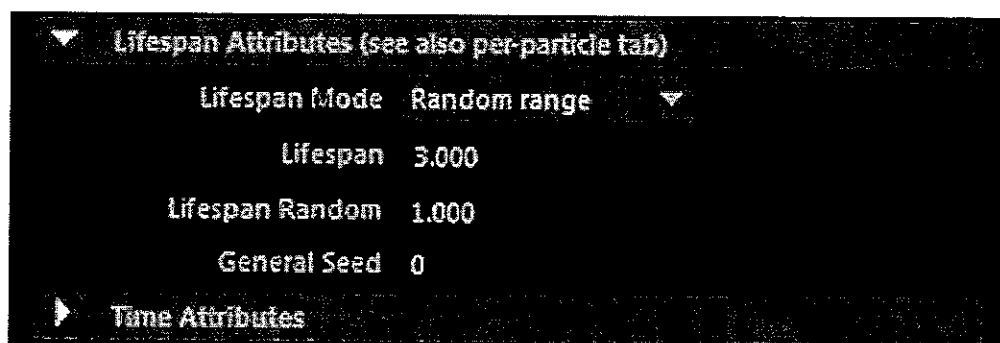 Lifespan Attributes (see also per-particle tab)
Lifespan Mode Random range
Lifespan 3.000
Lifespan Random 1.000
General Seed 0
Time Attributes